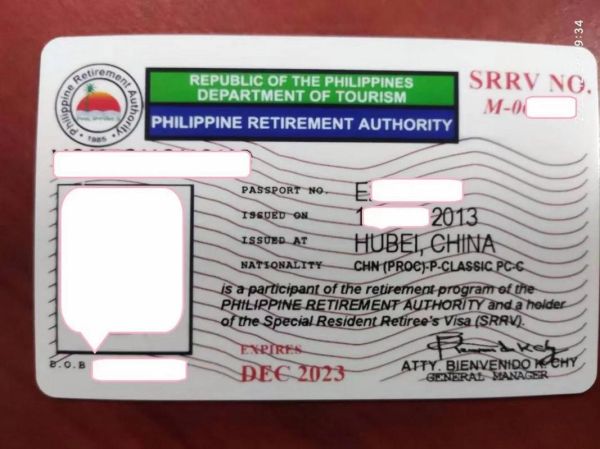 9:34
Philippine Retirement Authority
1985
REPUBLIC OF THE PHILIPPINES
DEPARTMENT OF TOURISM
PHILIPPINE RETIREMENT AUTHORITY
SRRV NO.
M-0
PASSPORT NO. E
ISSUED ON 1 2013
ISSUED AT HUBEI, CHINA
NATIONALITY CHN (PROC)-P-CLASSIC PC-C
is a participant of the retirement program of the
PHILIPPINE RETIREMENT AUTHORITY and a holder
of the Special Resident Retiree's Visa (SRRV).
EXPIRES
DEC 2023
ATTY. BIENVENIDO K. CHY
GENERAL MANAGER
D.O.B